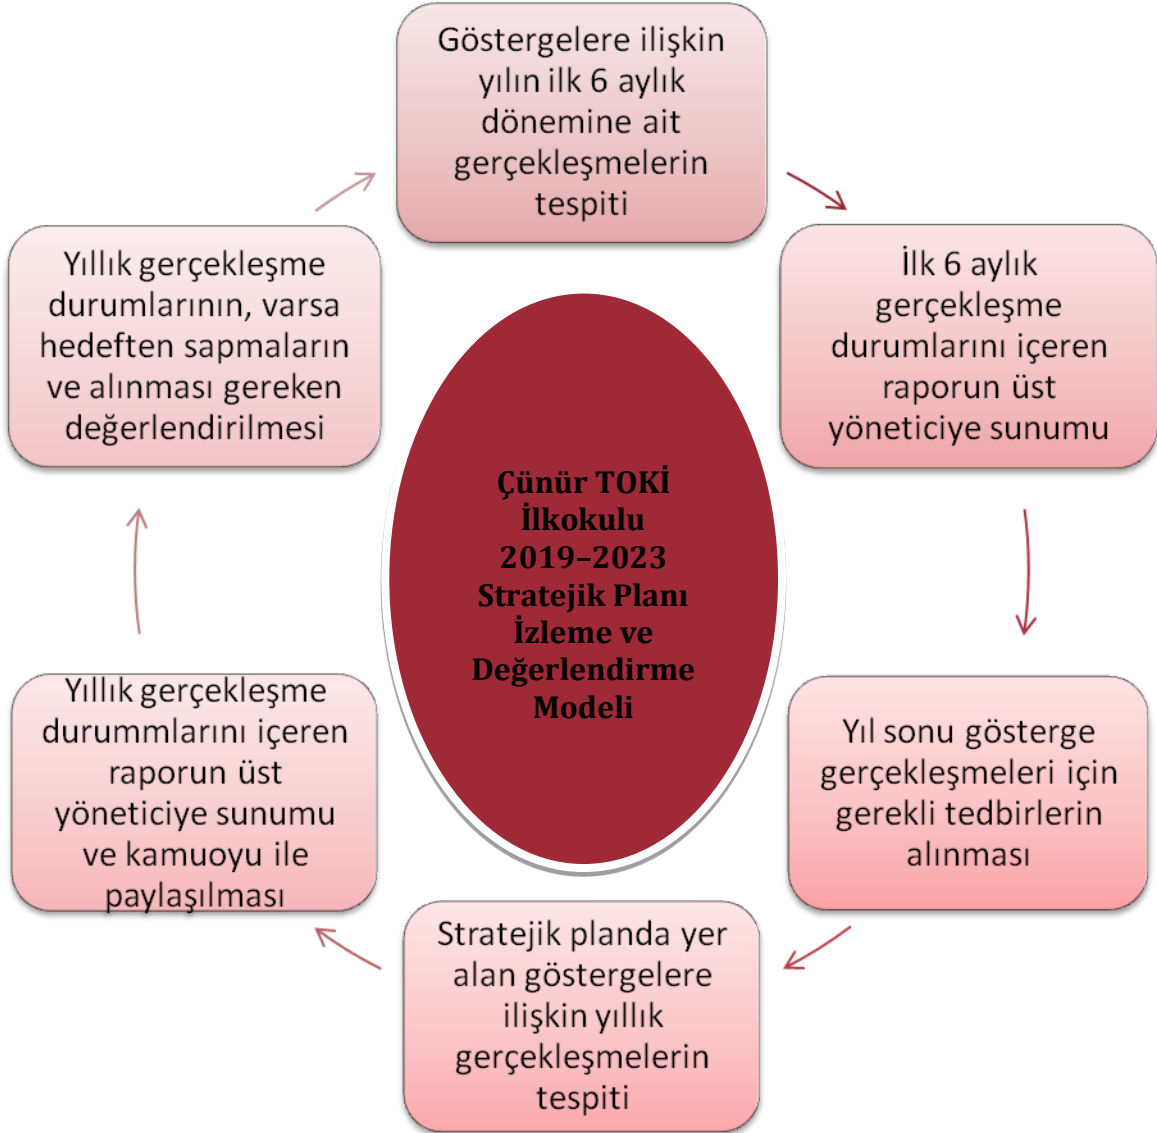 Göstergelere ilişkin
yılın ilk 6 aylık
dönemine ait
gerçekleşmelerin
tespiti
İlk 6 aylık
gerçekleşme
durumlarını içeren
raporun üst
yöneticiye sunumu
Yıl sonu gösterge
gerçekleşmeleri için
gerekli tedbirlerin
alınması
Stratejik planda yer
alan göstergelere
ilişkin yıllık
gerçekleşmelerin
tespiti
Yıllık gerçekleşme
durummlarını içeren
raporun üst
yöneticiye sunumu
ve kamuoyu ile
paylaşılması
Yıllık gerçekleşme
durumlarının, varsa
hedeften sapmaların
ve alınması gereken
değerlendirilmesi
Çünür TOKİ
İlkokulu
2019–2023
Stratejik Planı
İzleme ve
Değerlendirme
Modeli